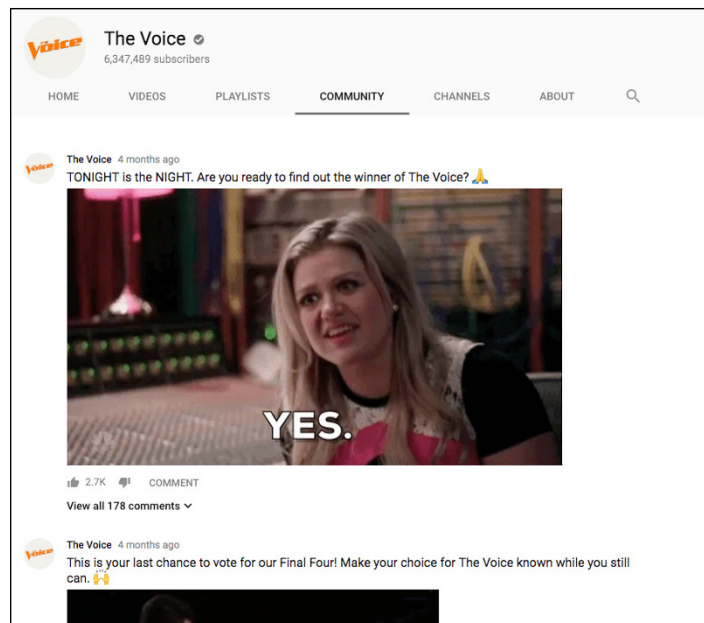 THE
Voice
The Voice
6,347,489 subscribers
HOME VIDEOS PLAYLISTS COMMUNITY CHANNELS ABOUT
Voice
The Voice 4 months ago
TONIGHT is the NIGHT. Are you ready to find out the winner of The Voice? 🙏
YES.
2.7K COMMENT
View all 178 comments
Voice
The Voice 4 months ago
This is your last chance to vote for our Final Four! Make your choice for The Voice known while you still
can. 🙌